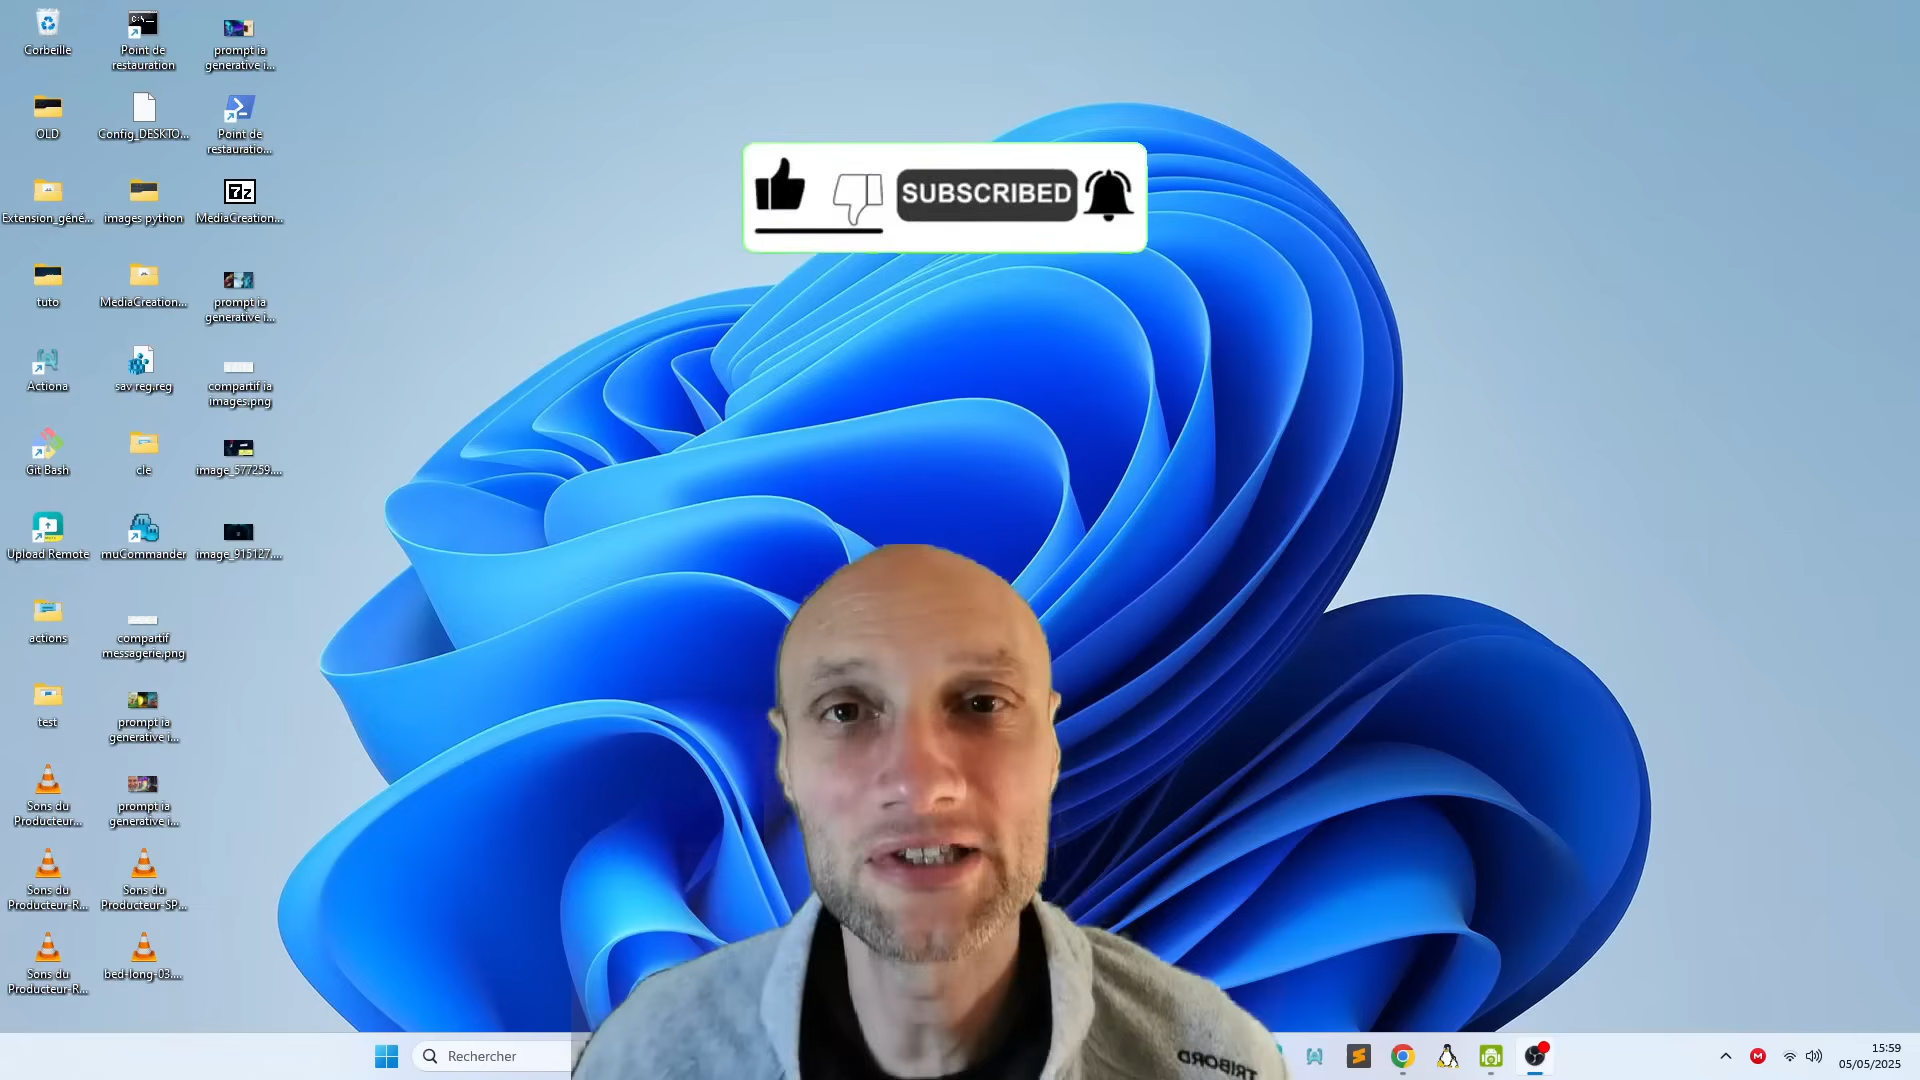 Corbeille
Point de
restauration
prompt ia
generative i...
OLD
Config_DESKTO...
Point de
restauratio...
Extension_géné...
images python
7z
MediaCreation...
tuto
MediaCreation...
prompt ia
generative i...
Actiona
sav reg.reg
compartif ia
images.png
Git Bash
cle
image_577259....
Upload Remote
muCommander
image_915127....
actions
compartif
messagerie.png
test
prompt ia
generative i...
Sons du
Producteur...
prompt ia
generative i...
Sons du
Producteur-R...
Sons du
Producteur-SP...
Sons du
Producteur-R...
bed-long-03....
SUBSCRIBED
TRIBORD
Rechercher
M
15:59
05/05/2025